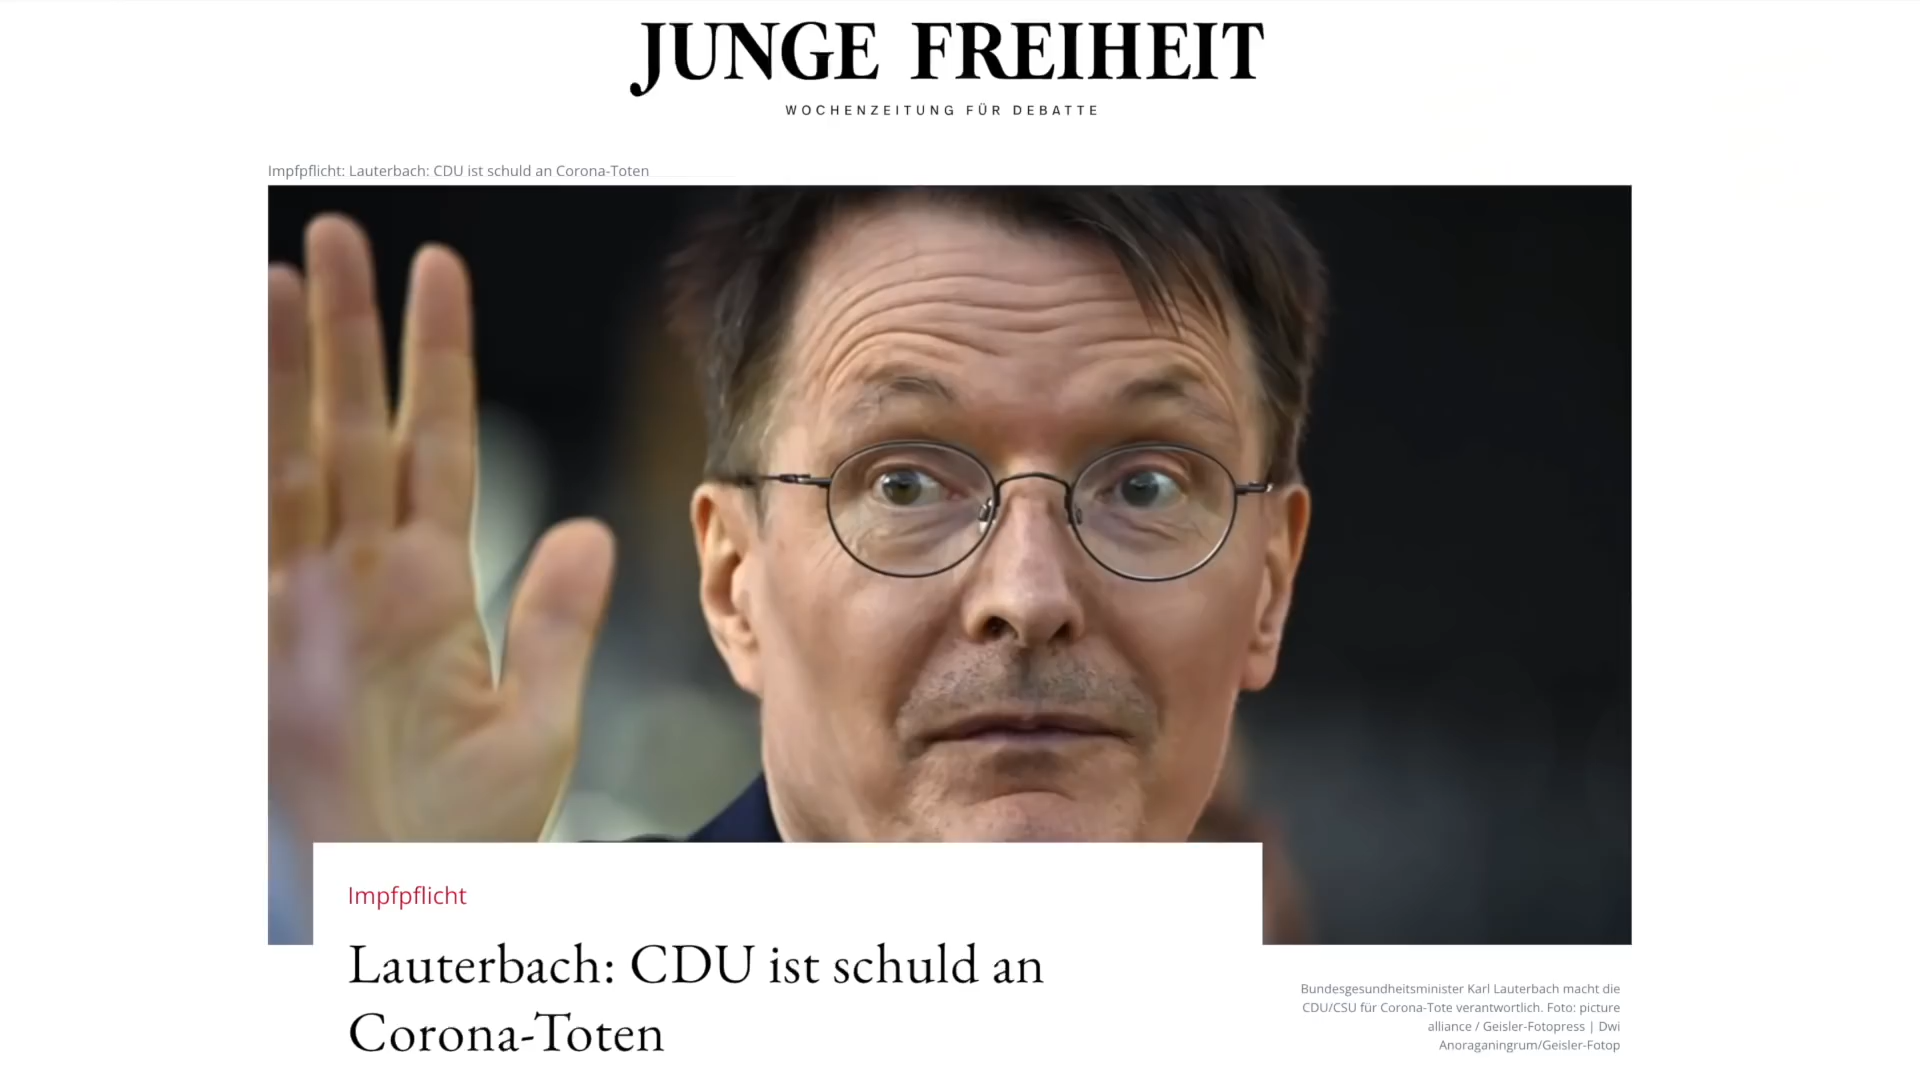 JUNGE FREIHEIT
WOCHENZEITUNG FÜR DEBATTE
Impfpflicht: Lauterbach: CDU ist schuld an Corona-Toten
Impfpflicht
Lauterbach: CDU ist schuld an
Corona-Toten
Bundesgesundheitsminister Karl Lauterbach macht die
CDU/CSU für Corona-Tote verantwortlich. Foto: picture
alliance / Geisler-Fotopress | Dwi
Anoraganingrum/Geisler-Fotop